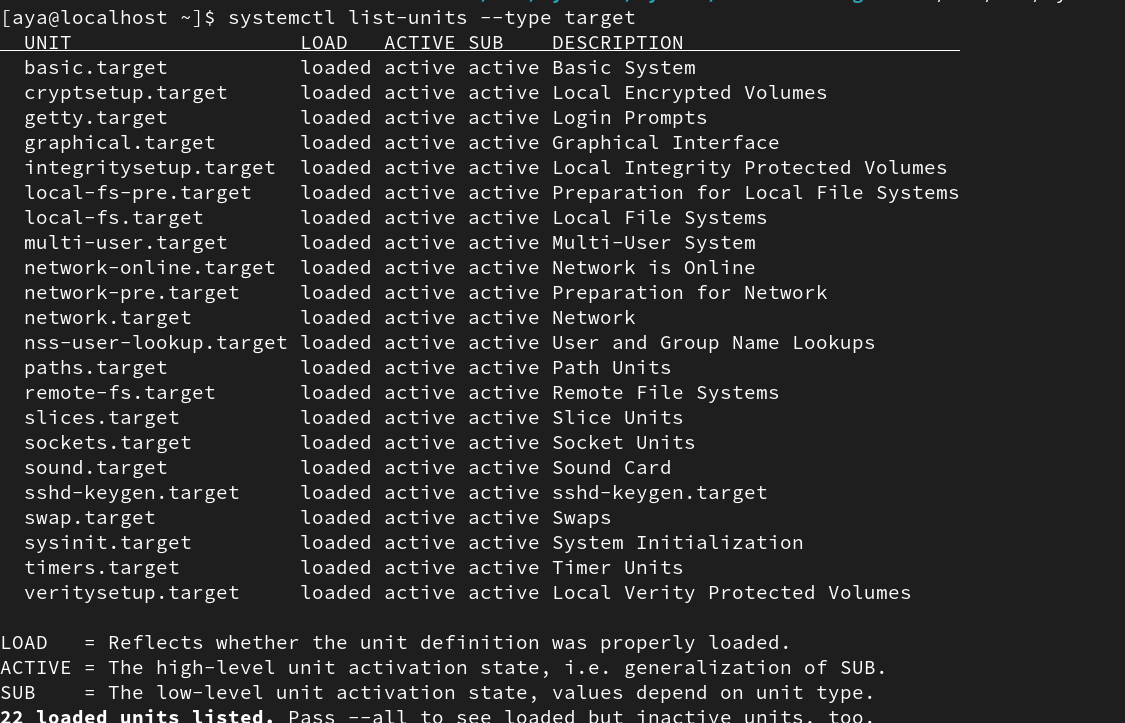 [aya@localhost ~]$ systemctl list-units --type target
UNIT LOAD ACTIVE SUB DESCRIPTION
basic.target loaded active active Basic System
cryptsetup.target loaded active active Local Encrypted Volumes
getty.target loaded active active Login Prompts
graphical.target loaded active active Graphical Interface
integritysetup.target loaded active active Local Integrity Protected Volumes
local-fs-pre.target loaded active active Preparation for Local File Systems
local-fs.target loaded active active Local File Systems
multi-user.target loaded active active Multi-User System
network-online.target loaded active active Network is Online
network-pre.target loaded active active Preparation for Network
network.target loaded active active Network
nss-user-lookup.target loaded active active User and Group Name Lookups
paths.target loaded active active Path Units
remote-fs.target loaded active active Remote File Systems
slices.target loaded active active Slice Units
sockets.target loaded active active Socket Units
sound.target loaded active active Sound Card
sshd-keygen.target loaded active active sshd-keygen.target
swap.target loaded active active Swaps
sysinit.target loaded active active System Initialization
timers.target loaded active active Timer Units
veritysetup.target loaded active active Local Verity Protected Volumes
LOAD = Reflects whether the unit definition was properly loaded.
ACTIVE = The high-level unit activation state, i.e. generalization of SUB.
SUB = The low-level unit activation state, values depend on unit type.
22 loaded units listed. Pass --all to see loaded but inactive units, too.